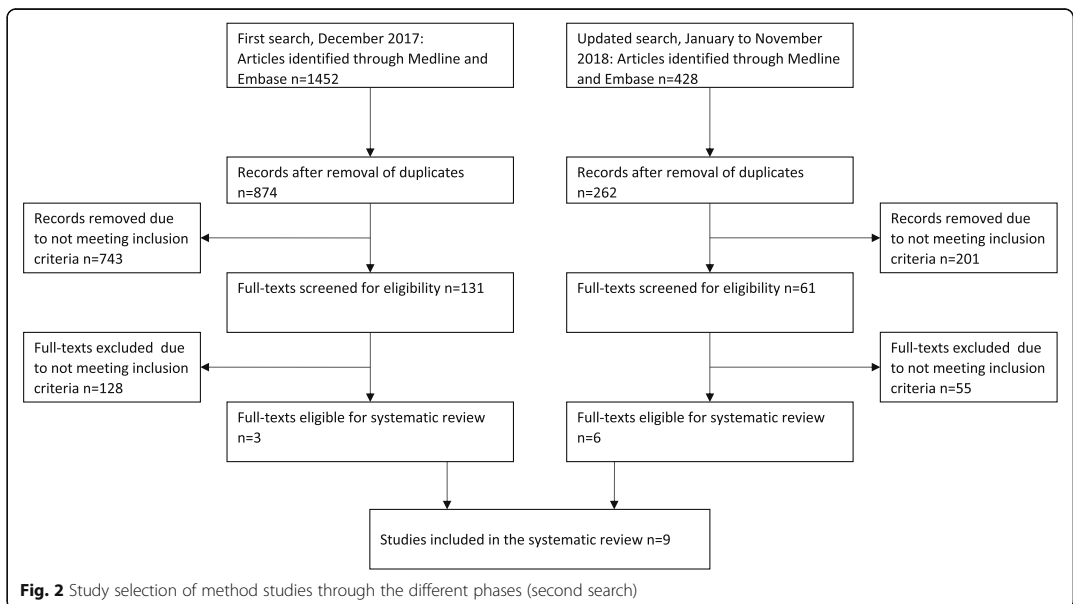 First search, December 2017:
Articles identified through Medline and
Embase n=1452
Updated search, January to November
2018: Articles identified through Medline
and Embase n=428
Records after removal of duplicates
n=874
Records after removal of duplicates
n=262
Records removed due
to not meeting inclusion
criteria n=743
Records removed due
to not meeting inclusion
criteria n=201
Full-texts screened for eligibility n=131
Full-texts screened for eligibility n=61
Full-texts excluded due
to not meeting inclusion
criteria n=128
Full-texts excluded due
to not meeting inclusion
criteria n=55
Full-texts eligible for systematic review
n=3
Full-texts eligible for systematic review
n=6
Studies included in the systematic review n=9
Fig. 2 Study selection of method studies through the different phases (second search)